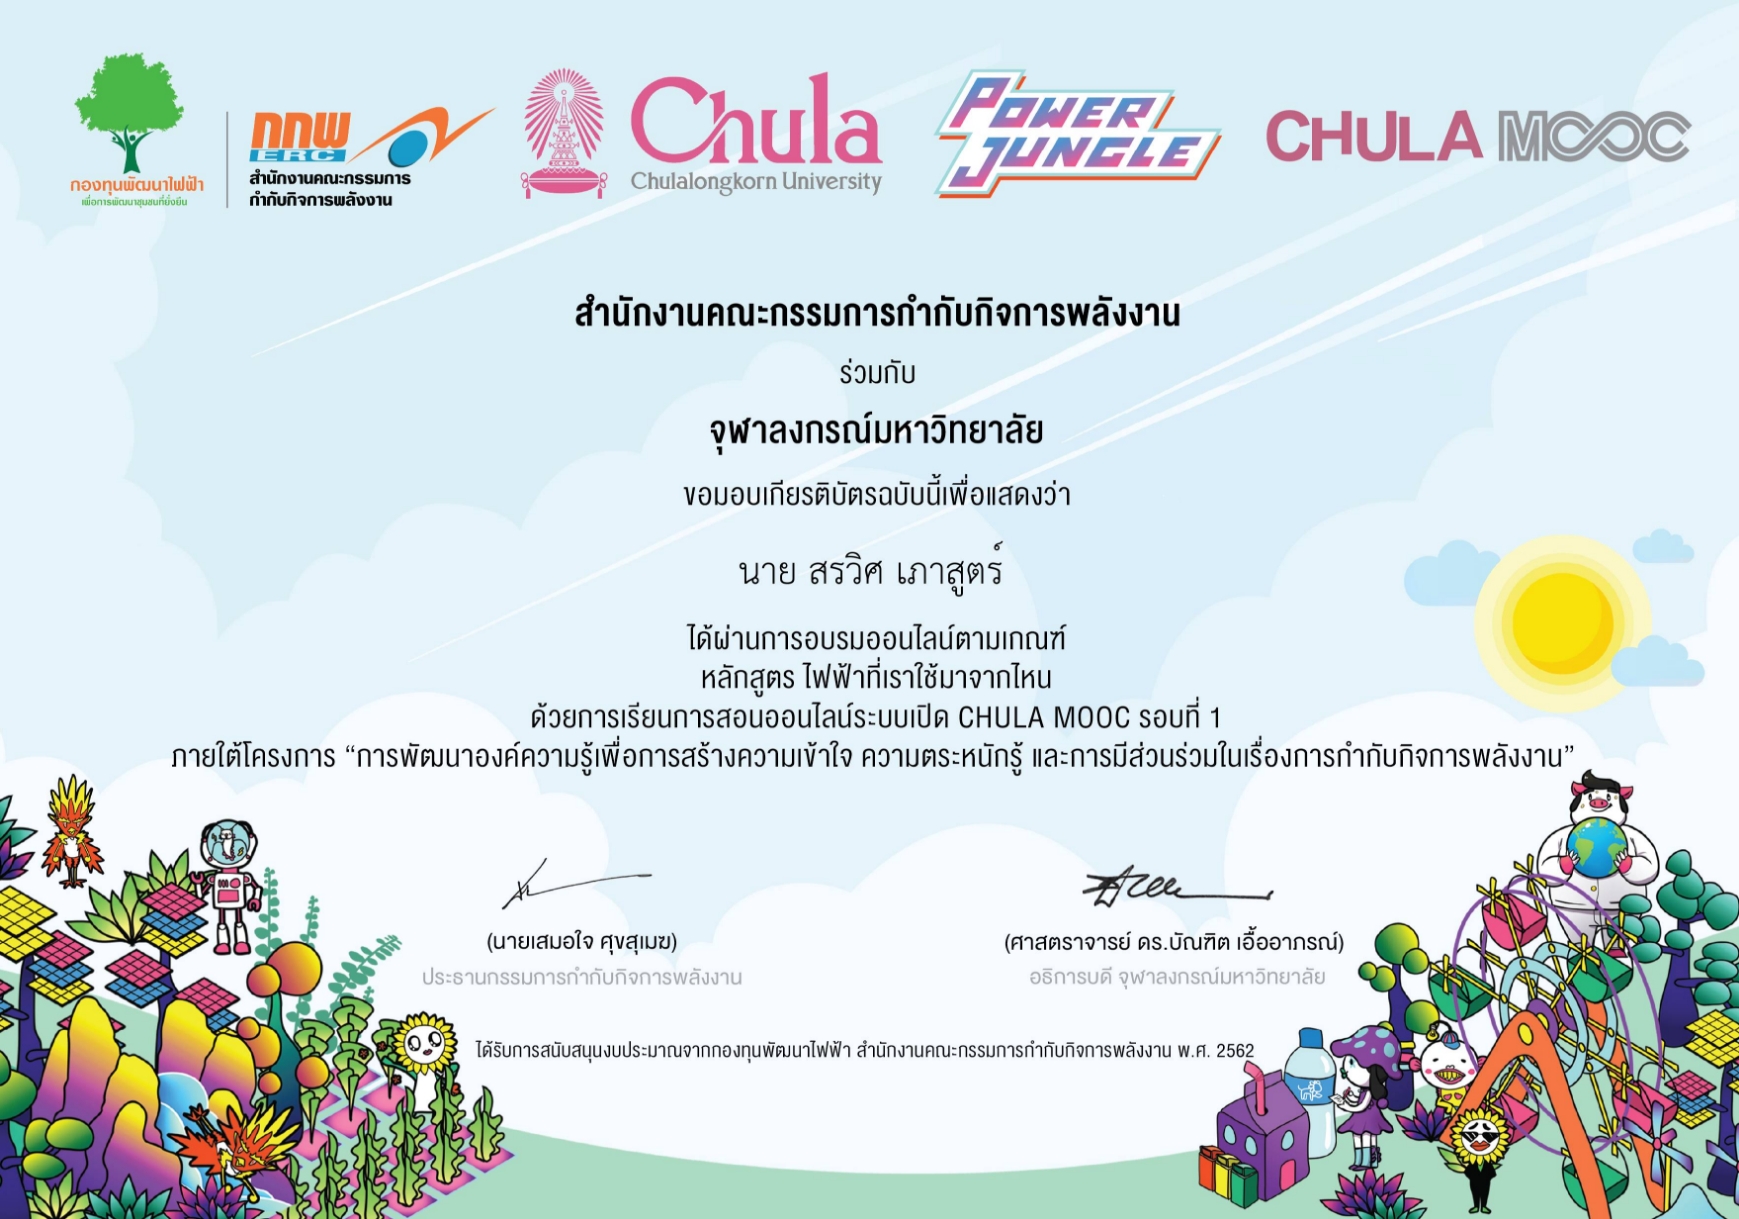 กองทุนพัฒนาไฟฟ้า
เพื่อการพัฒนาชุมชนที่ยั่งยืน
กกพ
ERC
สำนักงานคณะกรรมการ
กำกับกิจการพลังงาน
Chula
Chulalongkorn University
POWER
JUNGLE
CHULA MOOC
สำนักงานคณะกรรมการกำกับกิจการพลังงาน
ร่วมกับ
จุฬาลงกรณ์มหาวิทยาลัย
ขอมอบเกียรติบัตรฉบับนี้เพื่อแสดงว่า
นาย สรวิศ เภาสูตร์
ได้ผ่านการอบรมออนไลน์ตามเกณฑ์
หลักสูตร ไฟฟ้าที่เราใช้มาจากไหน
ด้วยการเรียนการสอนออนไลน์ระบบเปิด CHULA MOOC รอบที่ 1
ภายใต้โครงการ “การพัฒนาองค์ความรู้เพื่อการสร้างความเข้าใจ ความตระหนักรู้ และการมีส่วนร่วมในเรื่องการกำกับกิจการพลังงาน”
(นายเสมอใจ ศุขสุเมฆ)
ประธานกรรมการกำกับกิจการพลังงาน
(ศาสตราจารย์ ดร.บัณฑิต เอื้ออาภรณ์)
อธิการบดี จุฬาลงกรณ์มหาวิทยาลัย
ได้รับการสนับสนุนงบประมาณจากกองทุนพัฒนาไฟฟ้า สำนักงานคณะกรรมการกำกับกิจการพลังงาน พ.ศ. 2562